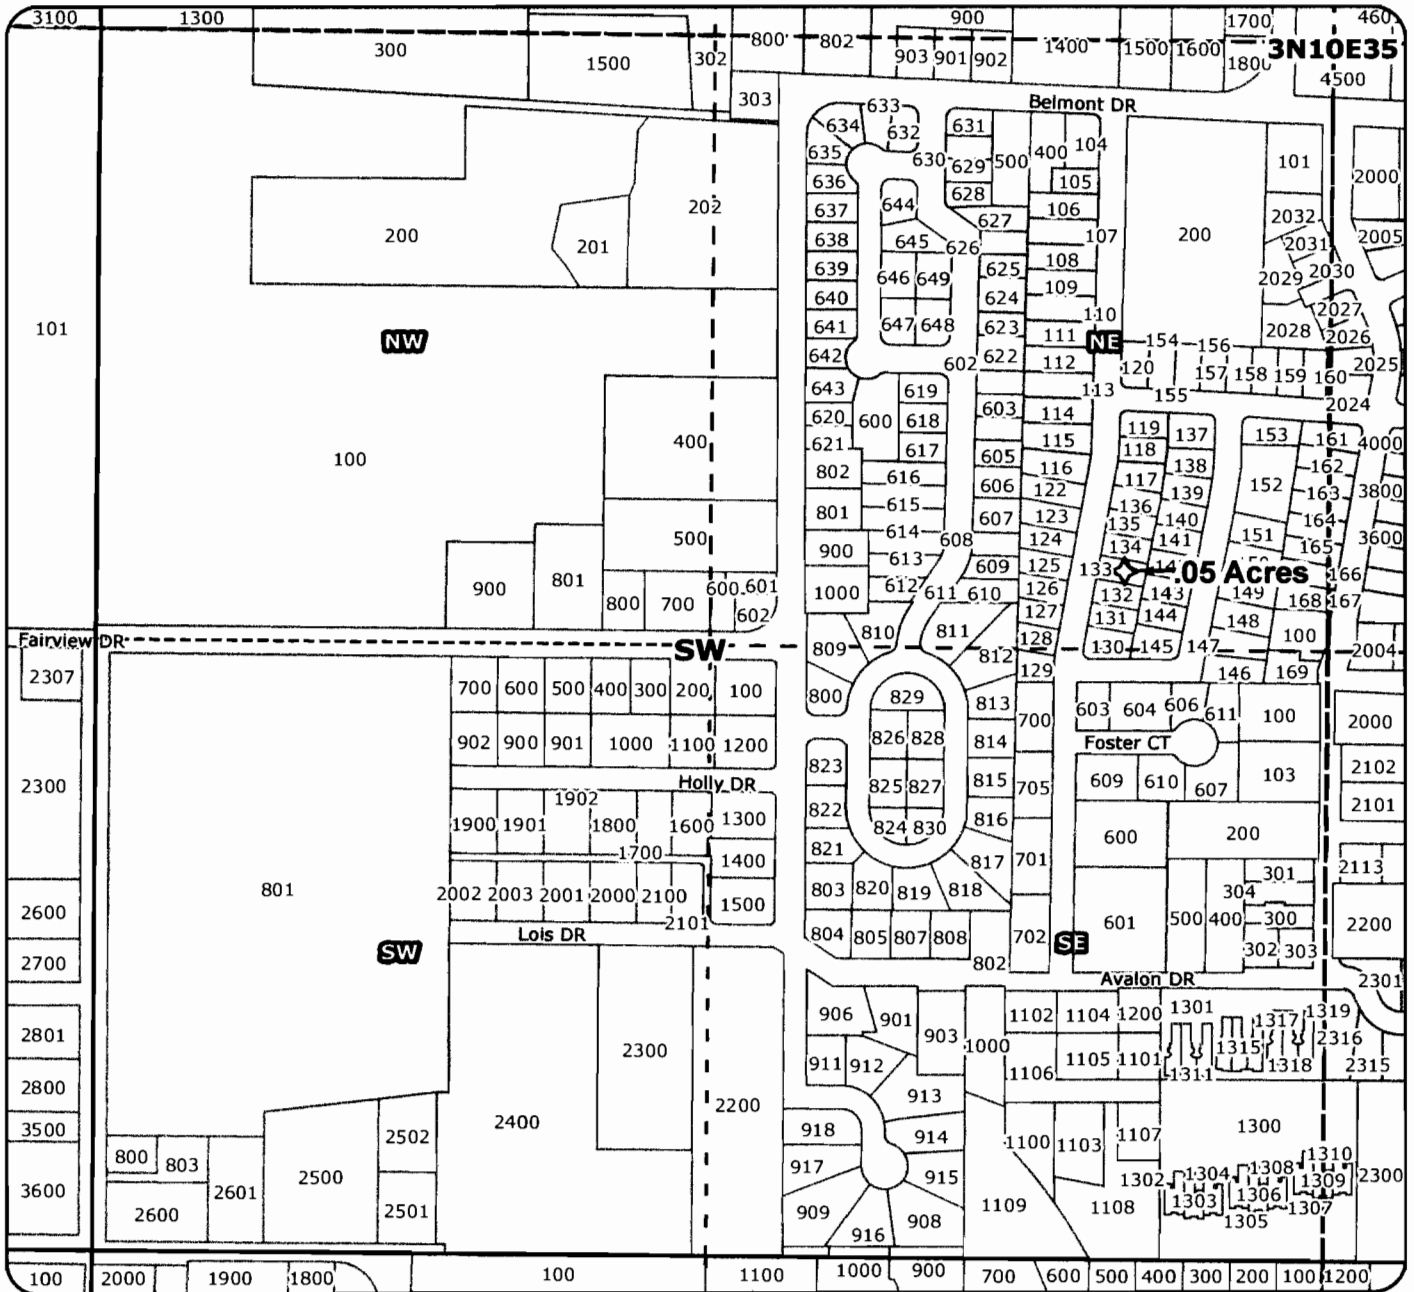 3100 1300 900 1700 460
300 1500 302 800 802 903 901 902 1400 1500 1600 1800 3N10E35
4500
303 Belmont DR
633
634 632 631 400 104
635 630 629 500 101 2000
636 628 105
637 644 627 106 2032
200 201 202 638 645 626 107 200 2031 2005
639 646 649 625 108 2029 2030
640 624 109 2027
101 641 647 648 623 110 2028 2026
NW 642 602 622 111 NE 154 156 2025
112 120 157 158 159 160
643 619 113 155 2024
620 600 618 603 114 119 137 153 161 4000
400 621 617 115 118 138 162
100 802 616 605 116 117 139 152 163 3800
615 606 122 136 140 164
801 614 607 123 135 141 151 165 3600
500 900 613 608 124 134
900 801 600 601 1000 612 609 125 133 .05 Acres 166
800 700 602 611 610 126 132 143 149 168 167
127 131 144 148
Fairview DR SW 810 811 128 130 145 147 100 2004
2307 809 812 129 146 169
700 600 500 400 300 200 100 800 829 813 700 603 604 606 611 100 2000
902 900 901 1000 1100 1200 826 828 814 Foster CT
2300 Holly DR 823 815 705 609 610 607 103 2102
1902 825 827 2101
1900 1901 1800 1600 1300 822 824 830 816 600 200
1700 1400 821 817 701 301 2113
801 2002 2003 2001 2000 2100 1500 803 820 819 818 304
2600 2101 601 500 400 300 2200
SW Lois DR 804 805 807 808 702 SE 302 303
2700 802 Avalon DR 2301
906 901 903 1102 1104 1200 1301 1317 1319
2801 2300 1000 1315 2316
911 912 1106 1105 1101 1311 1318 2315
2800 913
3500 2502 2400 2200 918 914 1100 1103 1107 1300
800 803 917 915 1310
3600 2601 2500 1302 1304 1308 1309 2300
2600 2501 909 908 1109 1108 1303 1306 1307
916 1305
100 2000 1900 1800 100 1100 1000 900 700 600 500 400 300 200 100 1200